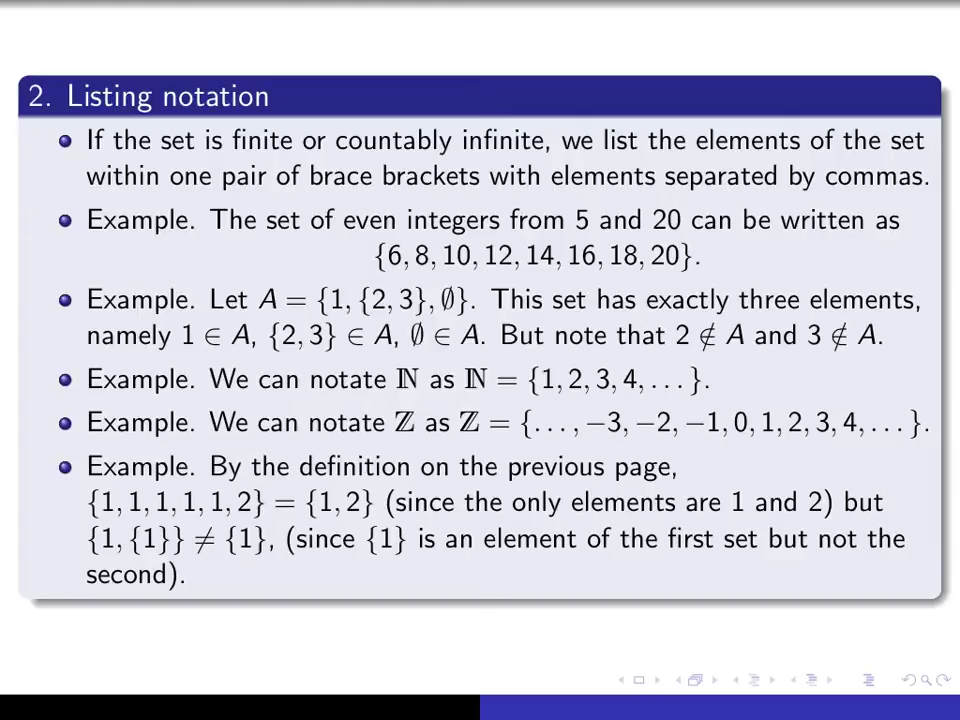 2. Listing notation
If the set is finite or countably infinite, we list the elements of the set
within one pair of brace brackets with elements separated by commas.
Example. The set of even integers from 5 and 20 can be written as
{6, 8, 10, 12, 14, 16, 18, 20}.
Example. Let A = {1, {2, 3}, ∅}. This set has exactly three elements,
namely 1 ∈ A, {2, 3} ∈ A, ∅ ∈ A. But note that 2 ∉ A and 3 ∉ A.
Example. We can notate ℕ as ℕ = {1, 2, 3, 4, . . . }.
Example. We can notate ℤ as ℤ = {. . . , −3, −2, −1, 0, 1, 2, 3, 4, . . . }.
Example. By the definition on the previous page,
{1, 1, 1, 1, 1, 2} = {1, 2} (since the only elements are 1 and 2) but
{1, {1}} ≠ {1}, (since {1} is an element of the first set but not the
second).